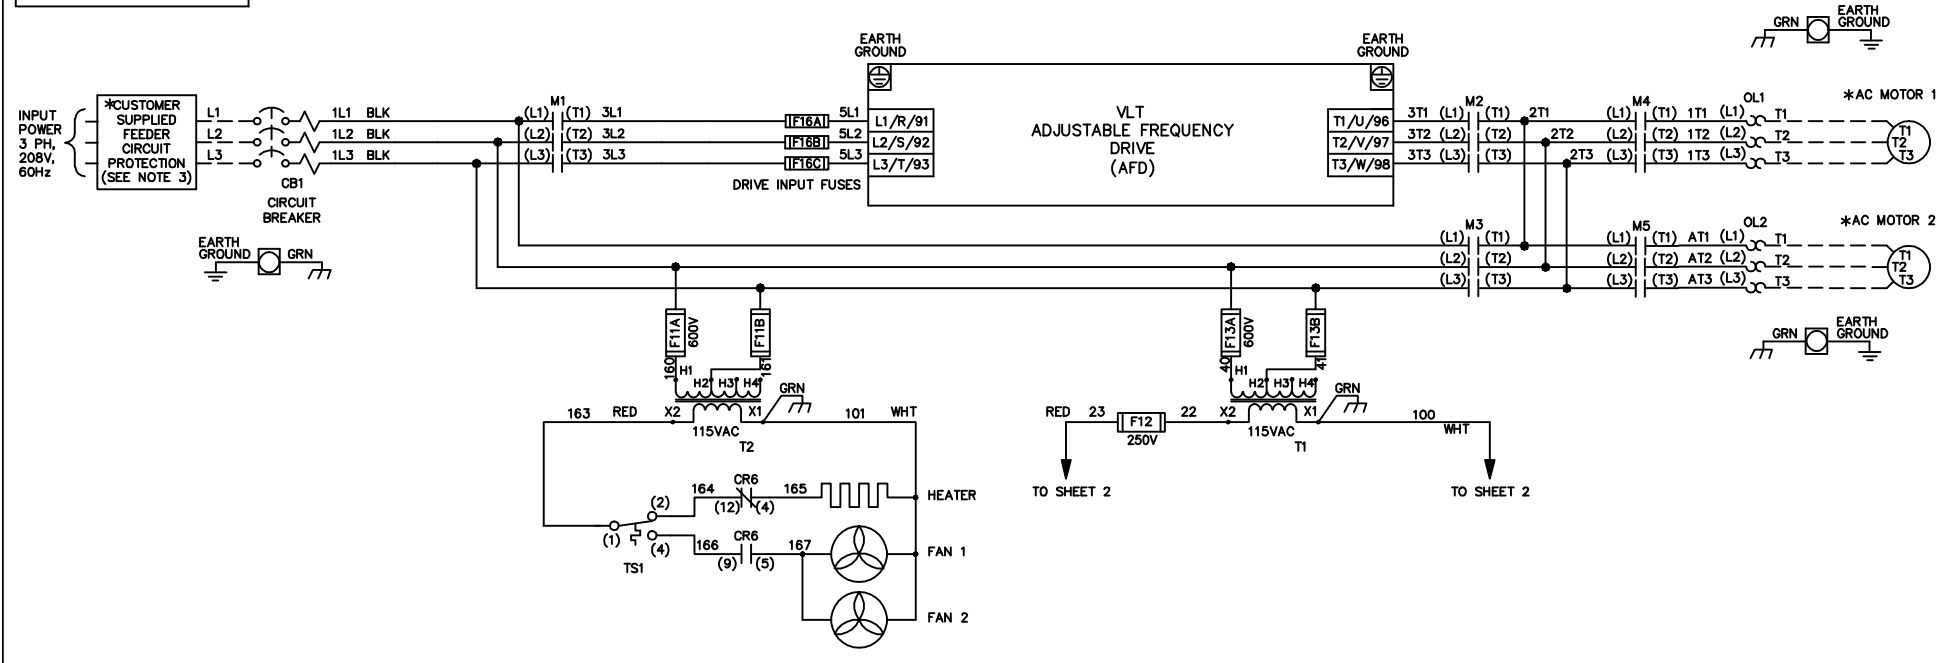 INPUT
POWER
3 PH,
208V,
60Hz
*CUSTOMER
SUPPLIED
FEEDER
CIRCUIT
PROTECTION
(SEE NOTE 3)
L1
L2
L3
CB1
CIRCUIT
BREAKER
1L1 BLK
1L2 BLK
1L3 BLK
EARTH
GROUND
GRN
M1
(L1) (T1) 3L1
(L2) (T2) 3L2
(L3) (T3) 3L3
F16A
F16B
F16C
DRIVE INPUT FUSES
5L1
5L2
5L3
EARTH
GROUND
L1/R/91
L2/S/92
L3/T/93
VLT
ADJUSTABLE FREQUENCY
DRIVE
(AFD)
EARTH
GROUND
T1/U/96
T2/V/97
T3/W/98
3T1 (L1) M2 (T1) 2T1
3T2 (L2) (T2) 2T2
3T3 (L3) (T3) 2T3
M4
(L1) (T1) 1T1 (L1) OL1 T1
(L2) (T2) 1T2 (L2) T2
(L3) (T3) 1T3 (L3) T3
GRN
EARTH
GROUND
*AC MOTOR 1
T1
T2
T3
M3
(L1) (T1)
(L2) (T2)
(L3) (T3)
M5
(L1) (T1) AT1 (L1) OL2 T1
(L2) (T2) AT2 (L2) T2
(L3) (T3) AT3 (L3) T3
*AC MOTOR 2
T1
T2
T3
GRN
EARTH
GROUND
F11A
600V
F11B
160
161
H1 H2 H3 H4
GRN
163 RED X2 X1 101 WHT
115VAC
T2
F13A
600V
F13B
40
41
H1 H2 H3 H4
GRN
RED 23 F12 22 X2 X1 100
WHT
250V
115VAC
T1
TO SHEET 2
TO SHEET 2
164 CR6 165
(12) (4)
HEATER
(1)
(2)
(4)
TS1
166 CR6 167
(9) (5)
FAN 1
FAN 2